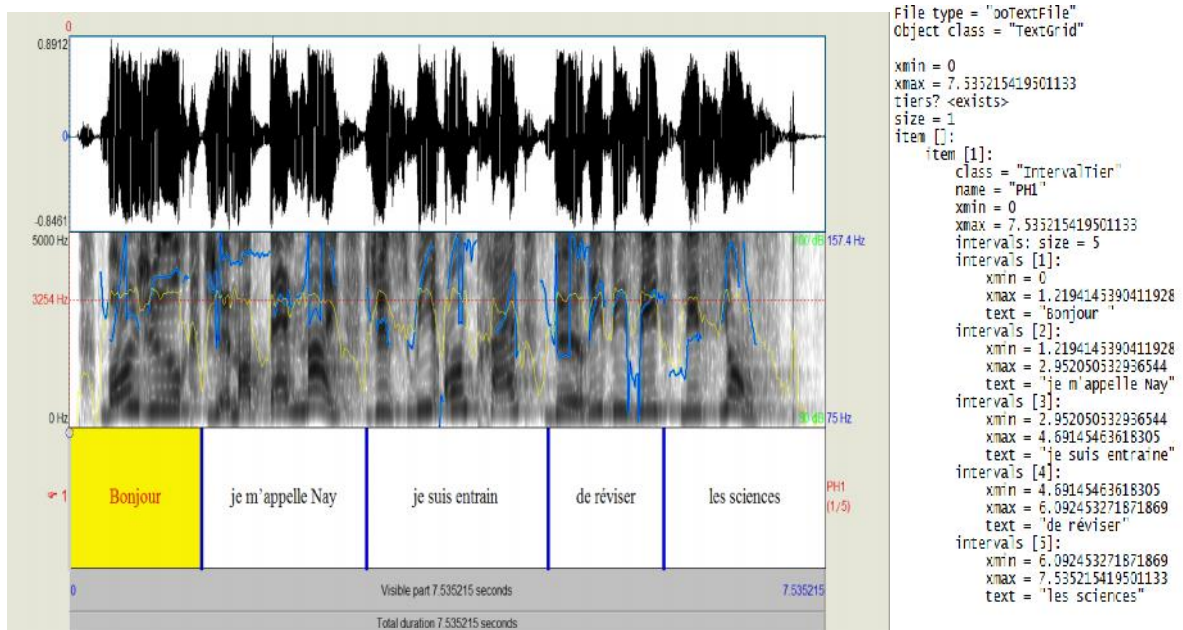 0
0.8912
0
-0.8461
5000 Hz
100 dB 157.4 Hz
3254 Hz
0 Hz
50 dB 75 Hz
1
Bonjour
je m'appelle Nay
je suis entrain
de réviser
les sciences
PH1
(1/5)
0
Visible part 7.535215 seconds
7.535215
Total duration 7.535215 seconds
File type = "ooTextFile"
Object class = "TextGrid"
xmin = 0
xmax = 7.535215419501133
tiers? <exists>
size = 1
item []:
item [1]:
class = "IntervalTier"
name = "PH1"
xmin = 0
xmax = 7.535215419501133
intervals: size = 5
intervals [1]:
xmin = 0
xmax = 1.2194145390411928
text = "Bonjour "
intervals [2]:
xmin = 1.2194145390411928
xmax = 2.952050532936544
text = "je m'appelle Nay"
intervals [3]:
xmin = 2.952050532936544
xmax = 4.69145463618305
text = "je suis entraine"
intervals [4]:
xmin = 4.69145463618305
xmax = 6.092453271871869
text = "de réviser"
intervals [5]:
xmin = 6.092453271871869
xmax = 7.535215419501133
text = "les sciences"